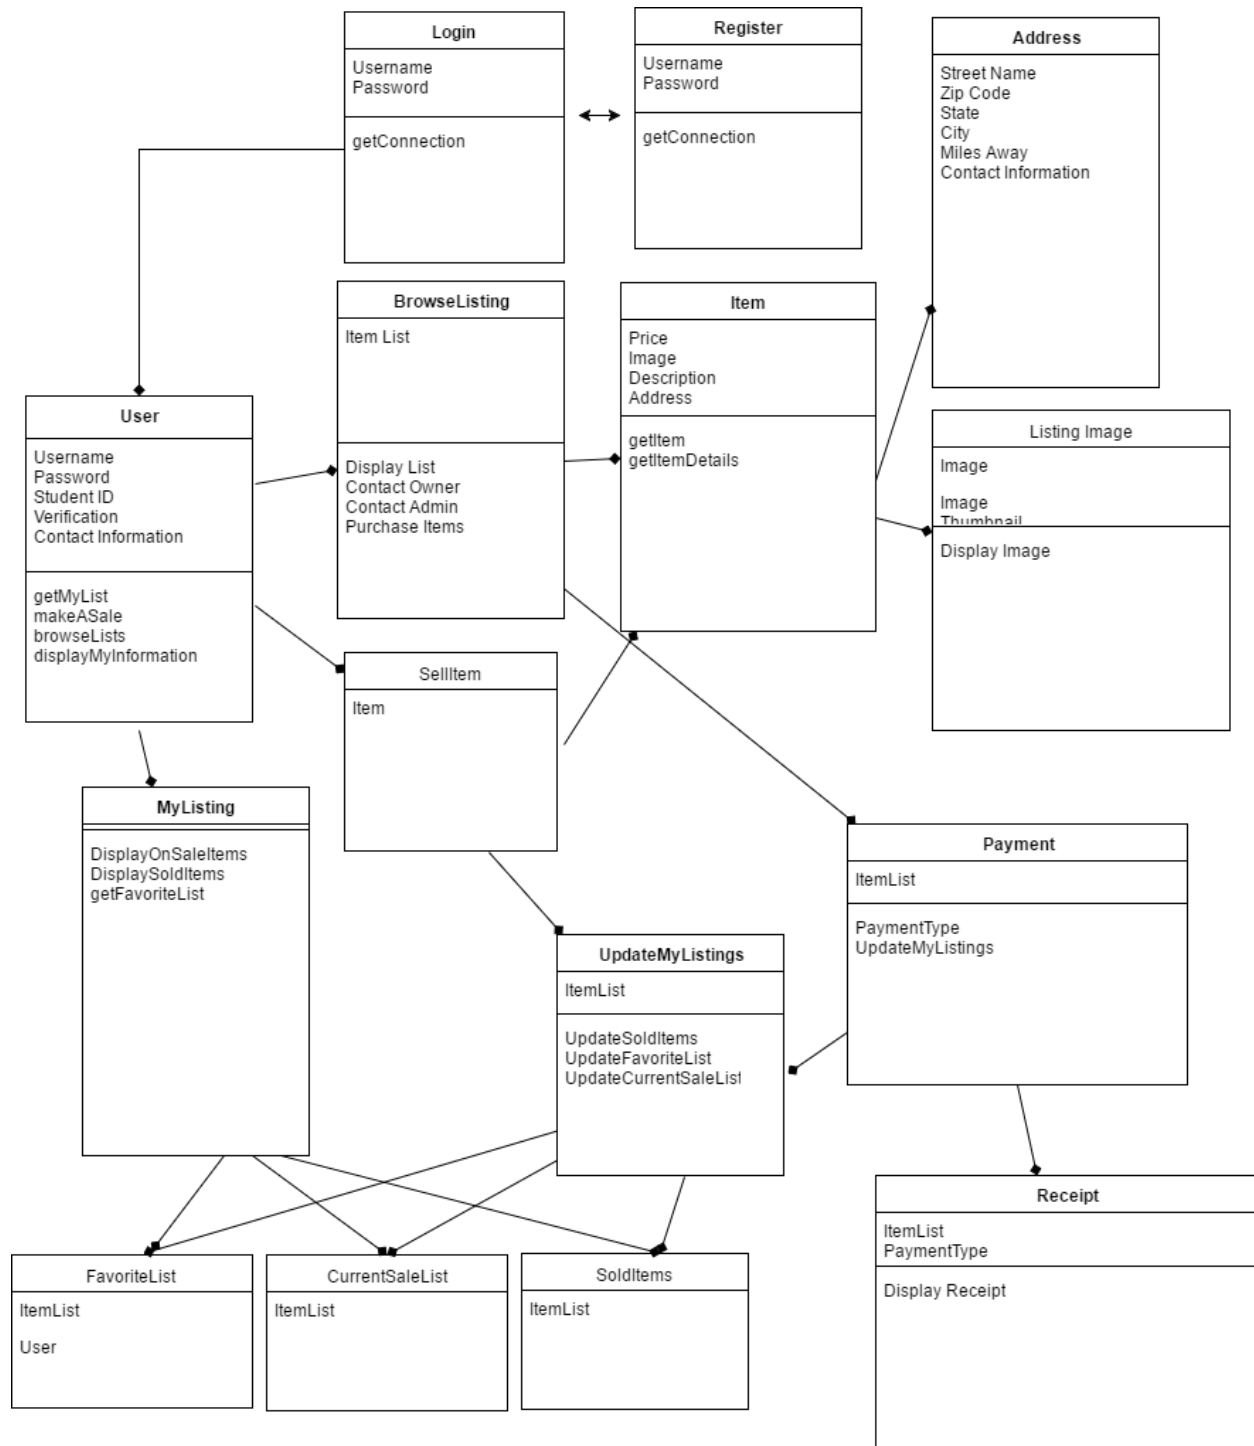 Login
Username
Password
getConnection
Register
Username
Password
getConnection
Address
Street Name
Zip Code
State
City
Miles Away
Contact Information
BrowseListing
Item List
Display List
Contact Owner
Contact Admin
Purchase Items
Item
Price
Image
Description
Address
getItem
getItemDetails
Listing Image
Image
Image
Thumbnail
Display Image
User
Username
Password
Student ID
Verification
Contact Information
getMyList
makeASale
browseLists
displayMyInformation
SellItem
Item
MyListing
DisplayOnSaleItems
DisplaySoldItems
getFavoriteList
Payment
ItemList
PaymentType
UpdateMyListings
UpdateMyListings
ItemList
UpdateSoldItems
UpdateFavoriteList
UpdateCurrentSaleList
Receipt
ItemList
PaymentType
Display Receipt
FavoriteList
ItemList
User
CurrentSaleList
ItemList
SoldItems
ItemList